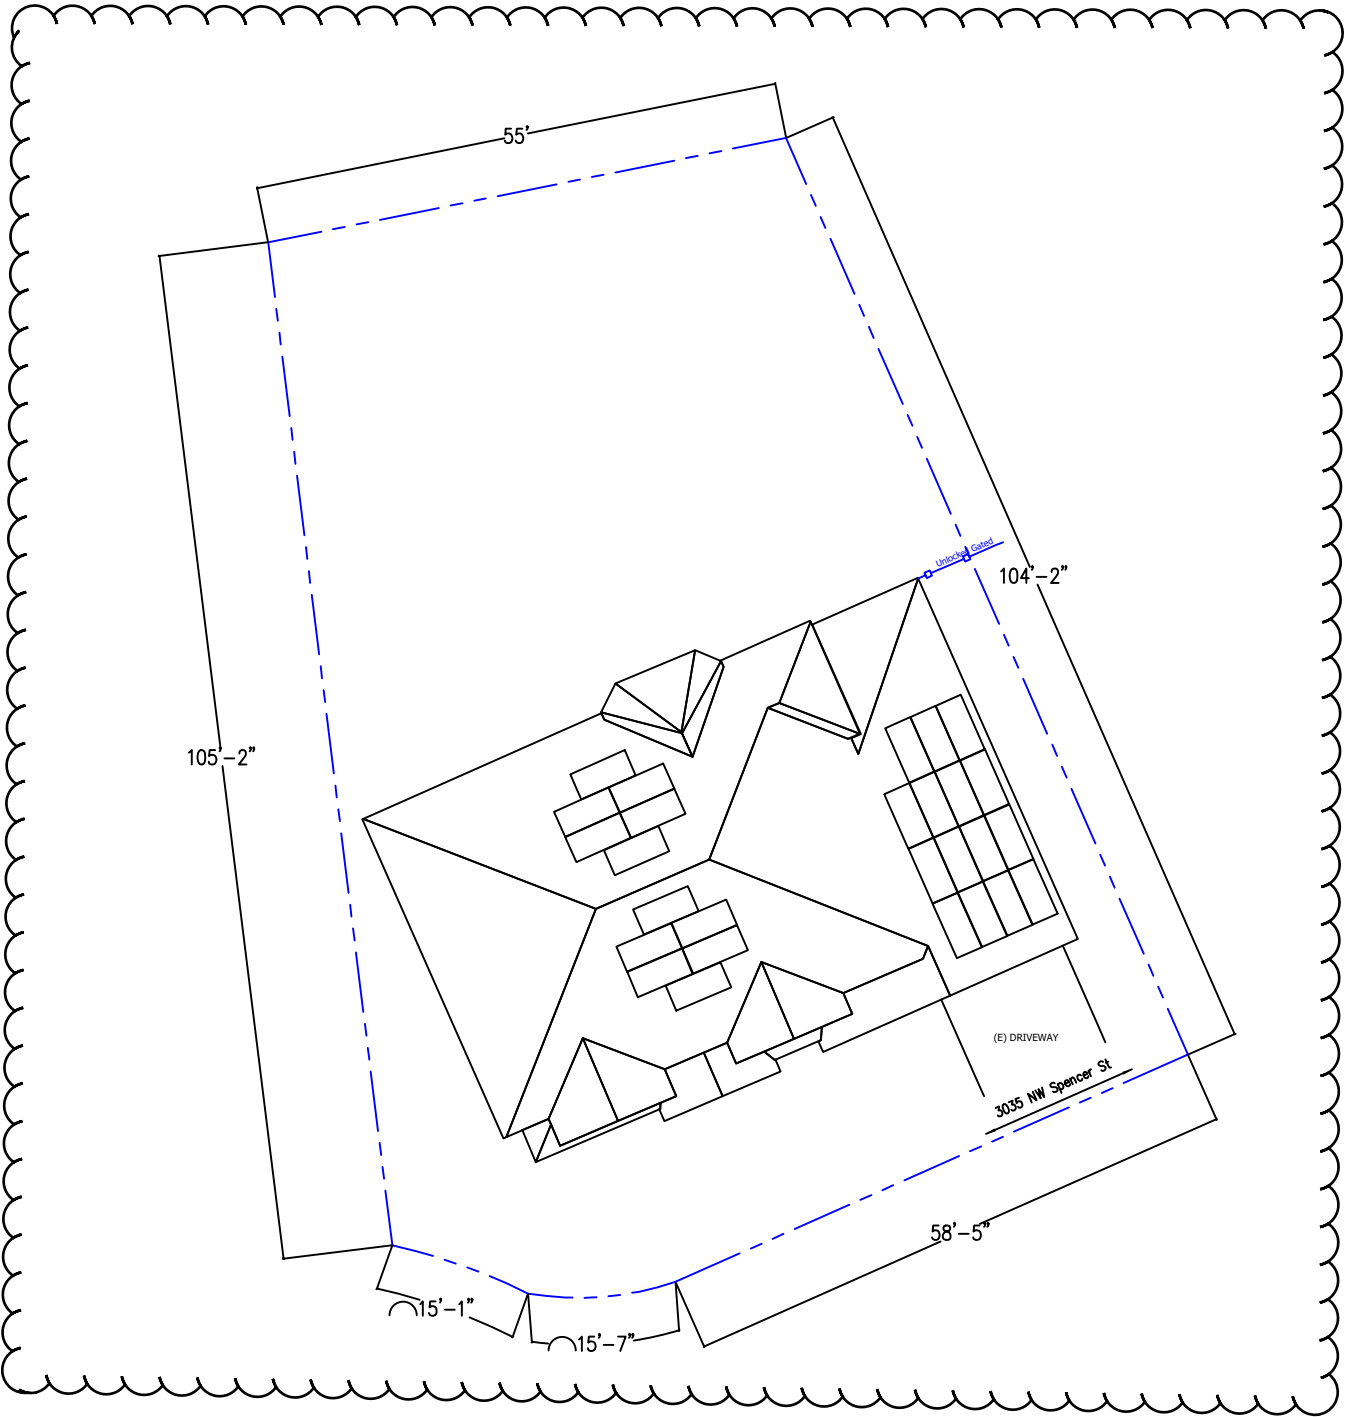 55'
Unlocked Gated
104'-2"
105'-2"
(E) DRIVEWAY
3035 NW Spencer St
58'-5"
15'-1"
15'-7"